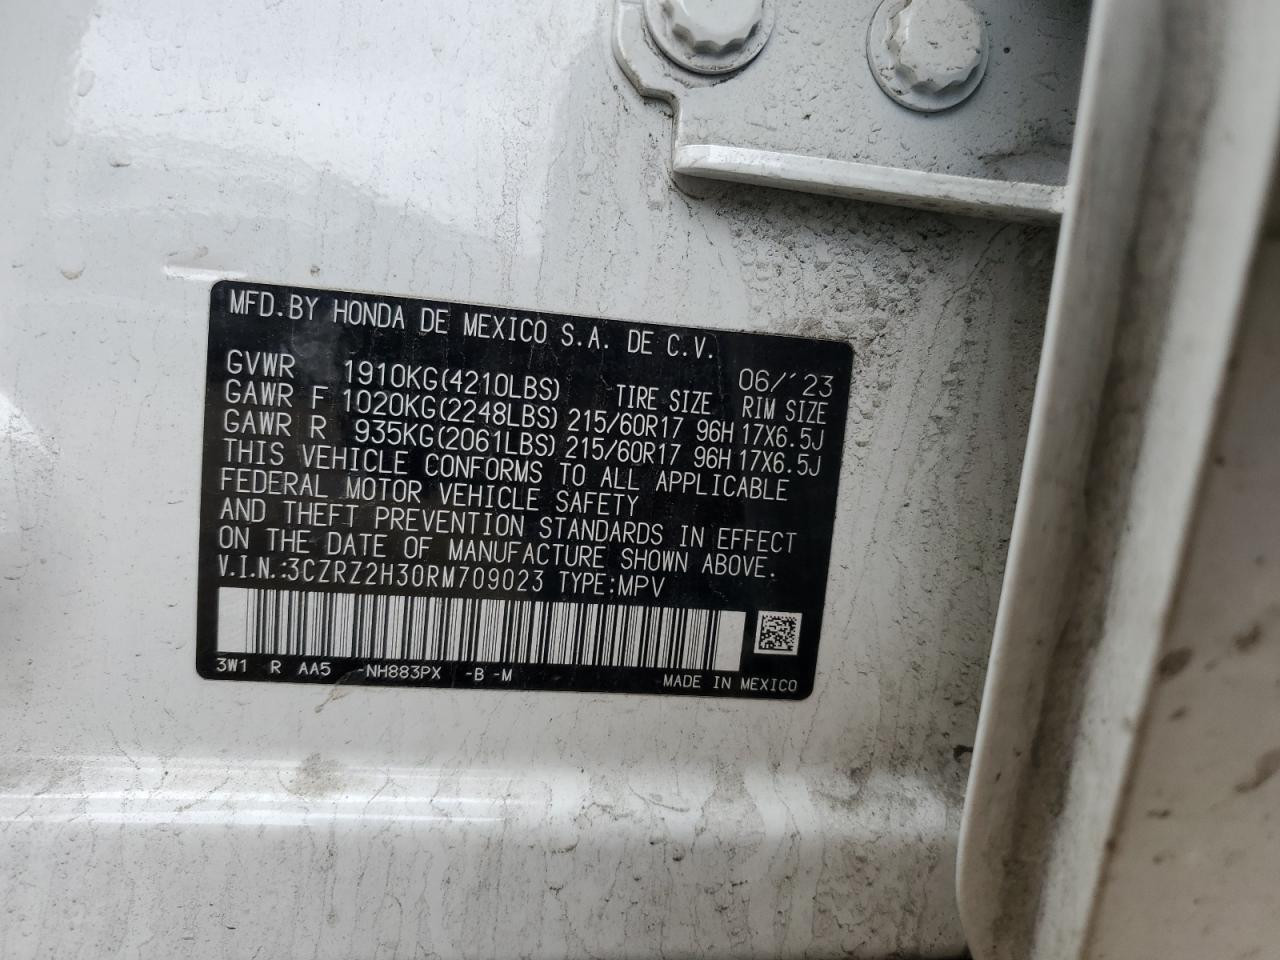 MFD. BY HONDA DE MEXICO S.A. DE C.V.
06/'23
GVWR 1910KG(4210LBS) TIRE SIZE RIM SIZE
GAWR F 1020KG(2248LBS) 215/60R17 96H 17X6.5J
GAWR R 935KG(2061LBS) 215/60R17 96H 17X6.5J
THIS VEHICLE CONFORMS TO ALL APPLICABLE
FEDERAL MOTOR VEHICLE SAFETY
AND THEFT PREVENTION STANDARDS IN EFFECT
ON THE DATE OF MANUFACTURE SHOWN ABOVE.
V.I.N.:3CZRZ2H30RM709023 TYPE:MPV
3W1 R AA5 -NH883PX -B -M MADE IN MEXICO